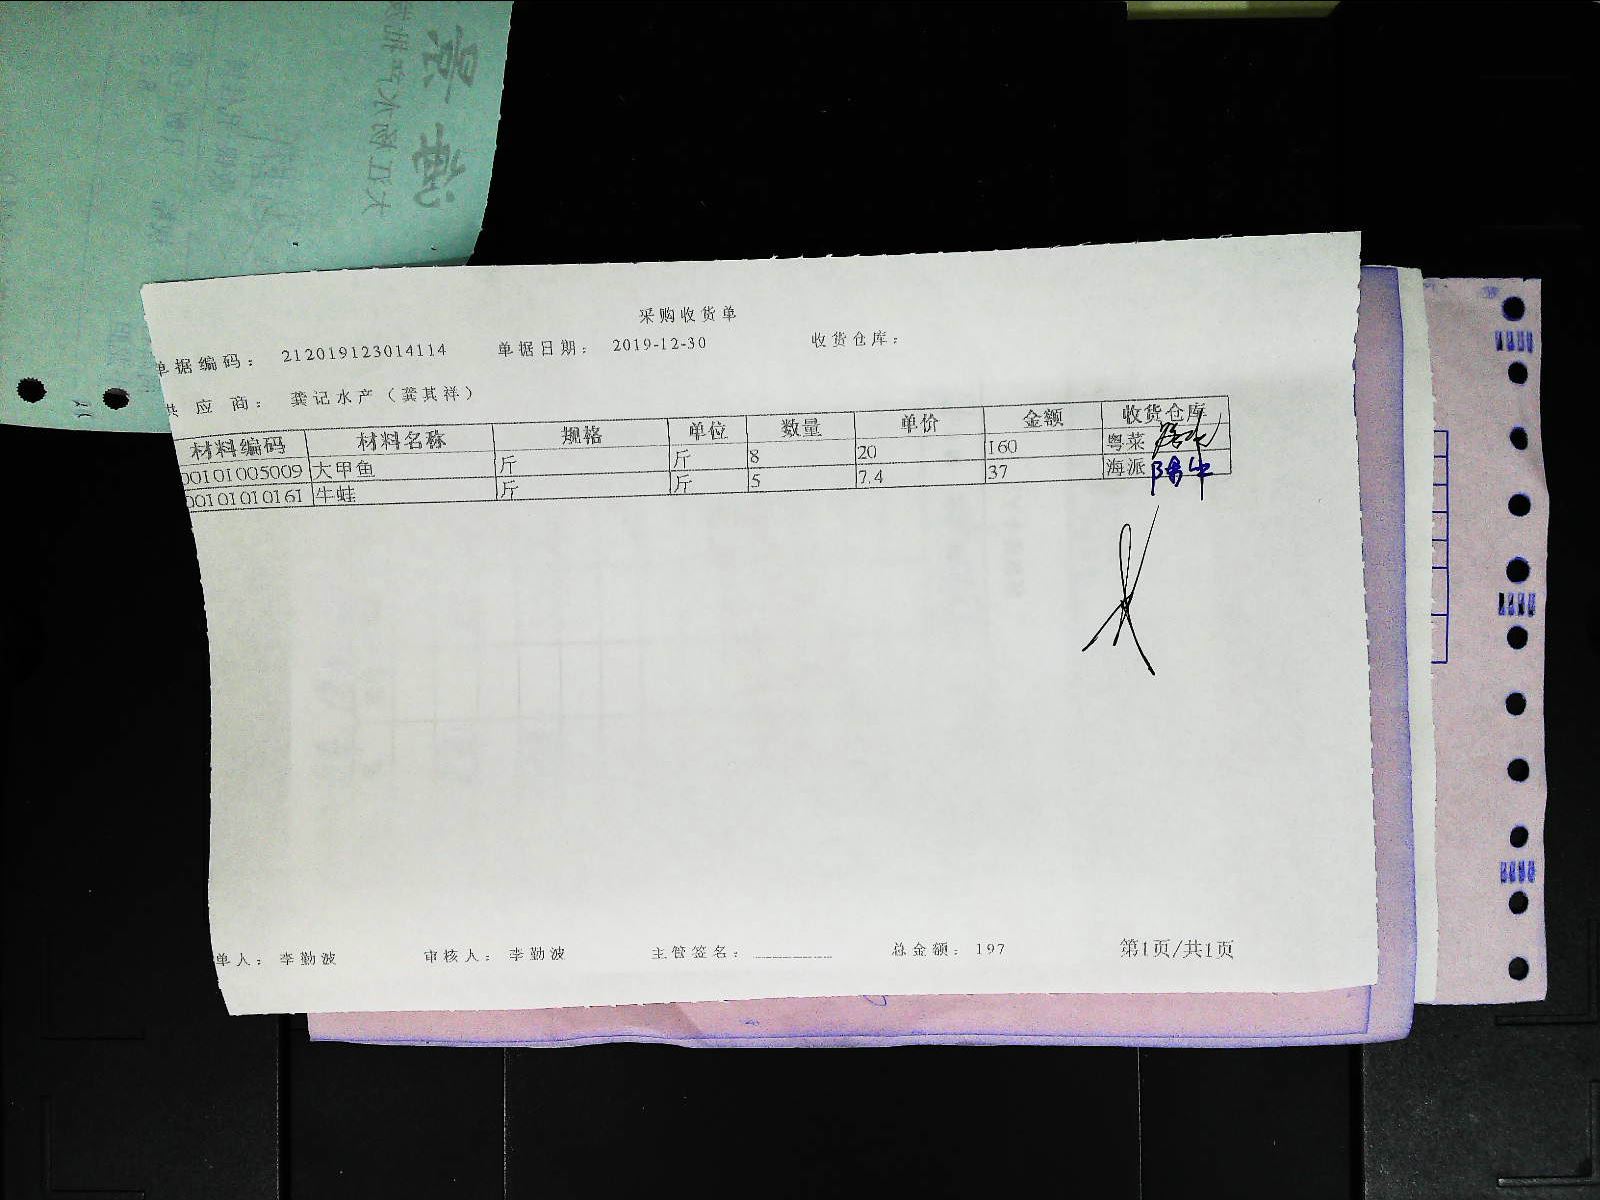 采购收货单
单据编码： 212019123014114 单据日期： 2019-12-30 收货仓库：
供应商： 龚记水产（龚其祥）
材料编码 材料名称 规格 单位 数量 单价 金额 收货仓库
00101005009 大甲鱼 斤 斤 8 20 160 粤菜
00101010161 牛蛙 斤 斤 5 7.4 37 海派
单人： 李勤波 审核人： 李勤波 主管签名： 总金额： 197 第1页/共1页